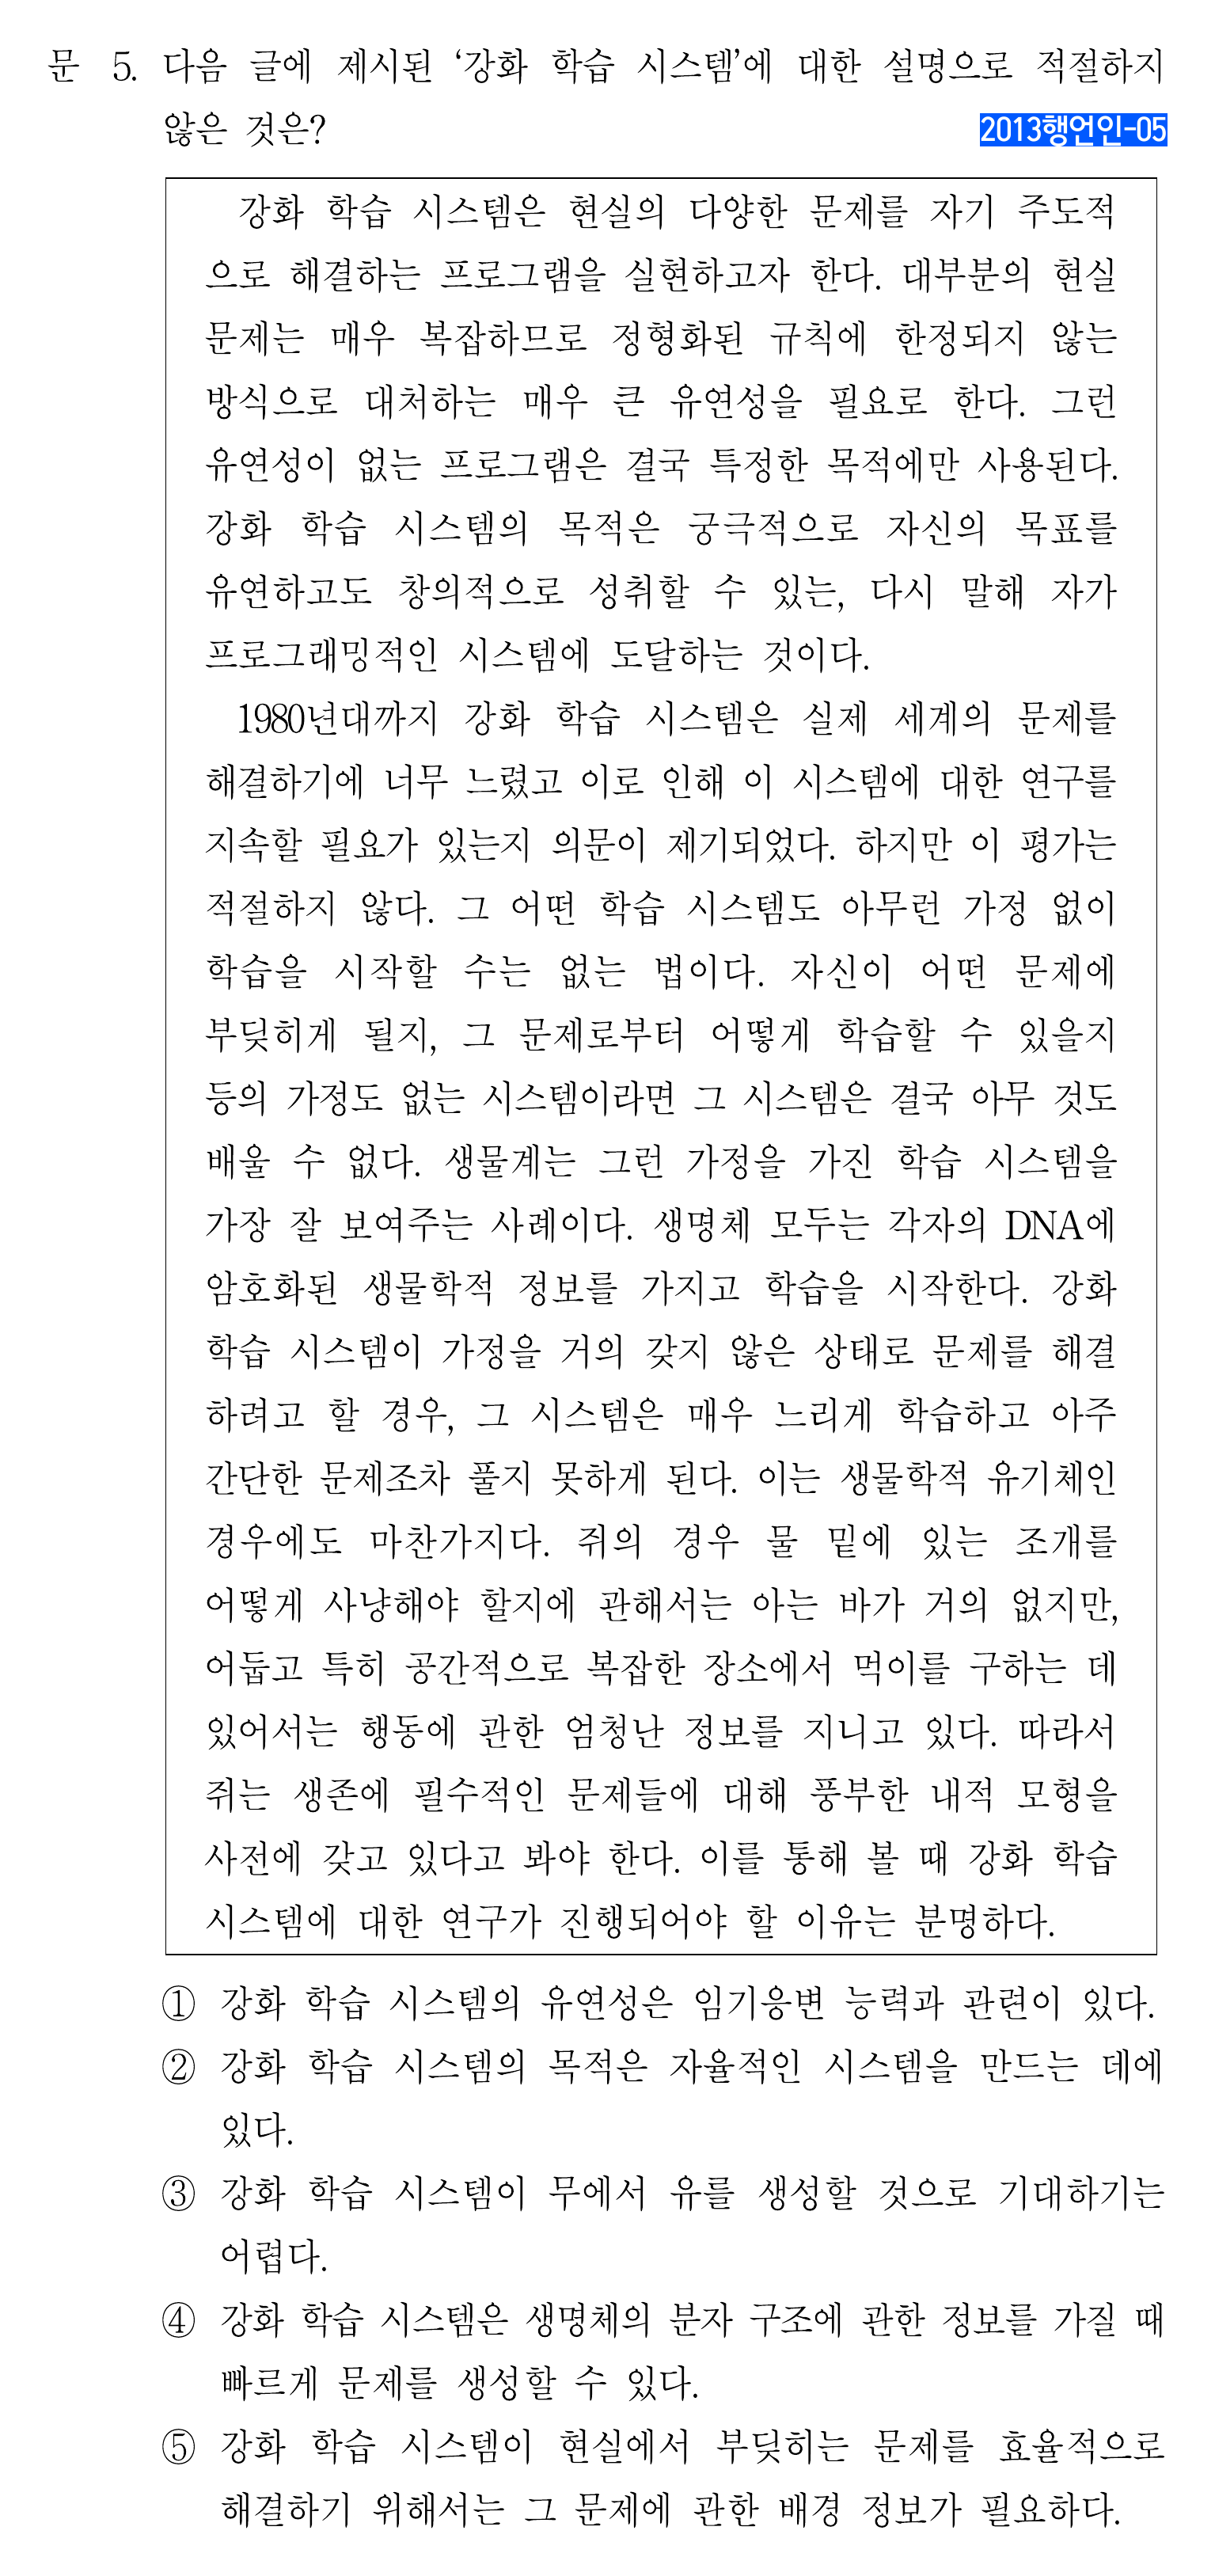 문 5. 다음 글에 제시된 ‘강화 학습 시스템’에 대한 설명으로 적절하지
않은 것은?
2013행언인-05
강화 학습 시스템은 현실의 다양한 문제를 자기 주도적
으로 해결하는 프로그램을 실현하고자 한다. 대부분의 현실
문제는 매우 복잡하므로 정형화된 규칙에 한정되지 않는
방식으로 대처하는 매우 큰 유연성을 필요로 한다. 그런
유연성이 없는 프로그램은 결국 특정한 목적에만 사용된다.
강화 학습 시스템의 목적은 궁극적으로 자신의 목표를
유연하고도 창의적으로 성취할 수 있는, 다시 말해 자가
프로그래밍적인 시스템에 도달하는 것이다.
1980년대까지 강화 학습 시스템은 실제 세계의 문제를
해결하기에 너무 느렸고 이로 인해 이 시스템에 대한 연구를
지속할 필요가 있는지 의문이 제기되었다. 하지만 이 평가는
적절하지 않다. 그 어떤 학습 시스템도 아무런 가정 없이
학습을 시작할 수는 없는 법이다. 자신이 어떤 문제에
부딪히게 될지, 그 문제로부터 어떻게 학습할 수 있을지
등의 가정도 없는 시스템이라면 그 시스템은 결국 아무 것도
배울 수 없다. 생물계는 그런 가정을 가진 학습 시스템을
가장 잘 보여주는 사례이다. 생명체 모두는 각자의 DNA에
암호화된 생물학적 정보를 가지고 학습을 시작한다. 강화
학습 시스템이 가정을 거의 갖지 않은 상태로 문제를 해결
하려고 할 경우, 그 시스템은 매우 느리게 학습하고 아주
간단한 문제조차 풀지 못하게 된다. 이는 생물학적 유기체인
경우에도 마찬가지다. 쥐의 경우 물 밑에 있는 조개를
어떻게 사냥해야 할지에 관해서는 아는 바가 거의 없지만,
어둡고 특히 공간적으로 복잡한 장소에서 먹이를 구하는 데
있어서는 행동에 관한 엄청난 정보를 지니고 있다. 따라서
쥐는 생존에 필수적인 문제들에 대해 풍부한 내적 모형을
사전에 갖고 있다고 봐야 한다. 이를 통해 볼 때 강화 학습
시스템에 대한 연구가 진행되어야 할 이유는 분명하다.
① 강화 학습 시스템의 유연성은 임기응변 능력과 관련이 있다.
② 강화 학습 시스템의 목적은 자율적인 시스템을 만드는 데에
있다.
③ 강화 학습 시스템이 무에서 유를 생성할 것으로 기대하기는
어렵다.
④ 강화 학습 시스템은 생명체의 분자 구조에 관한 정보를 가질 때
빠르게 문제를 생성할 수 있다.
⑤ 강화 학습 시스템이 현실에서 부딪히는 문제를 효율적으로
해결하기 위해서는 그 문제에 관한 배경 정보가 필요하다.